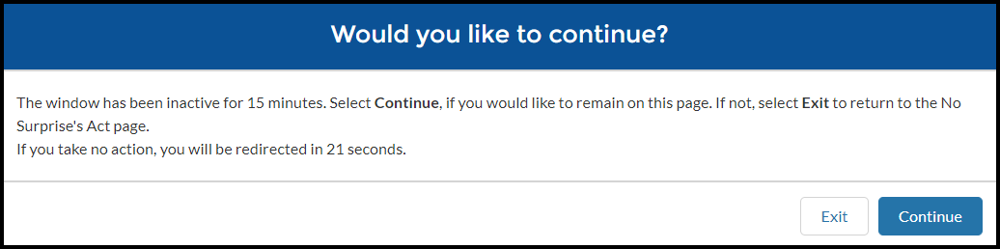 Would you like to continue?
The window has been inactive for 15 minutes. Select Continue, if you would like to remain on this page. If not, select Exit to return to the No
Surprise's Act page.
If you take no action, you will be redirected in 21 seconds.
Exit
Continue